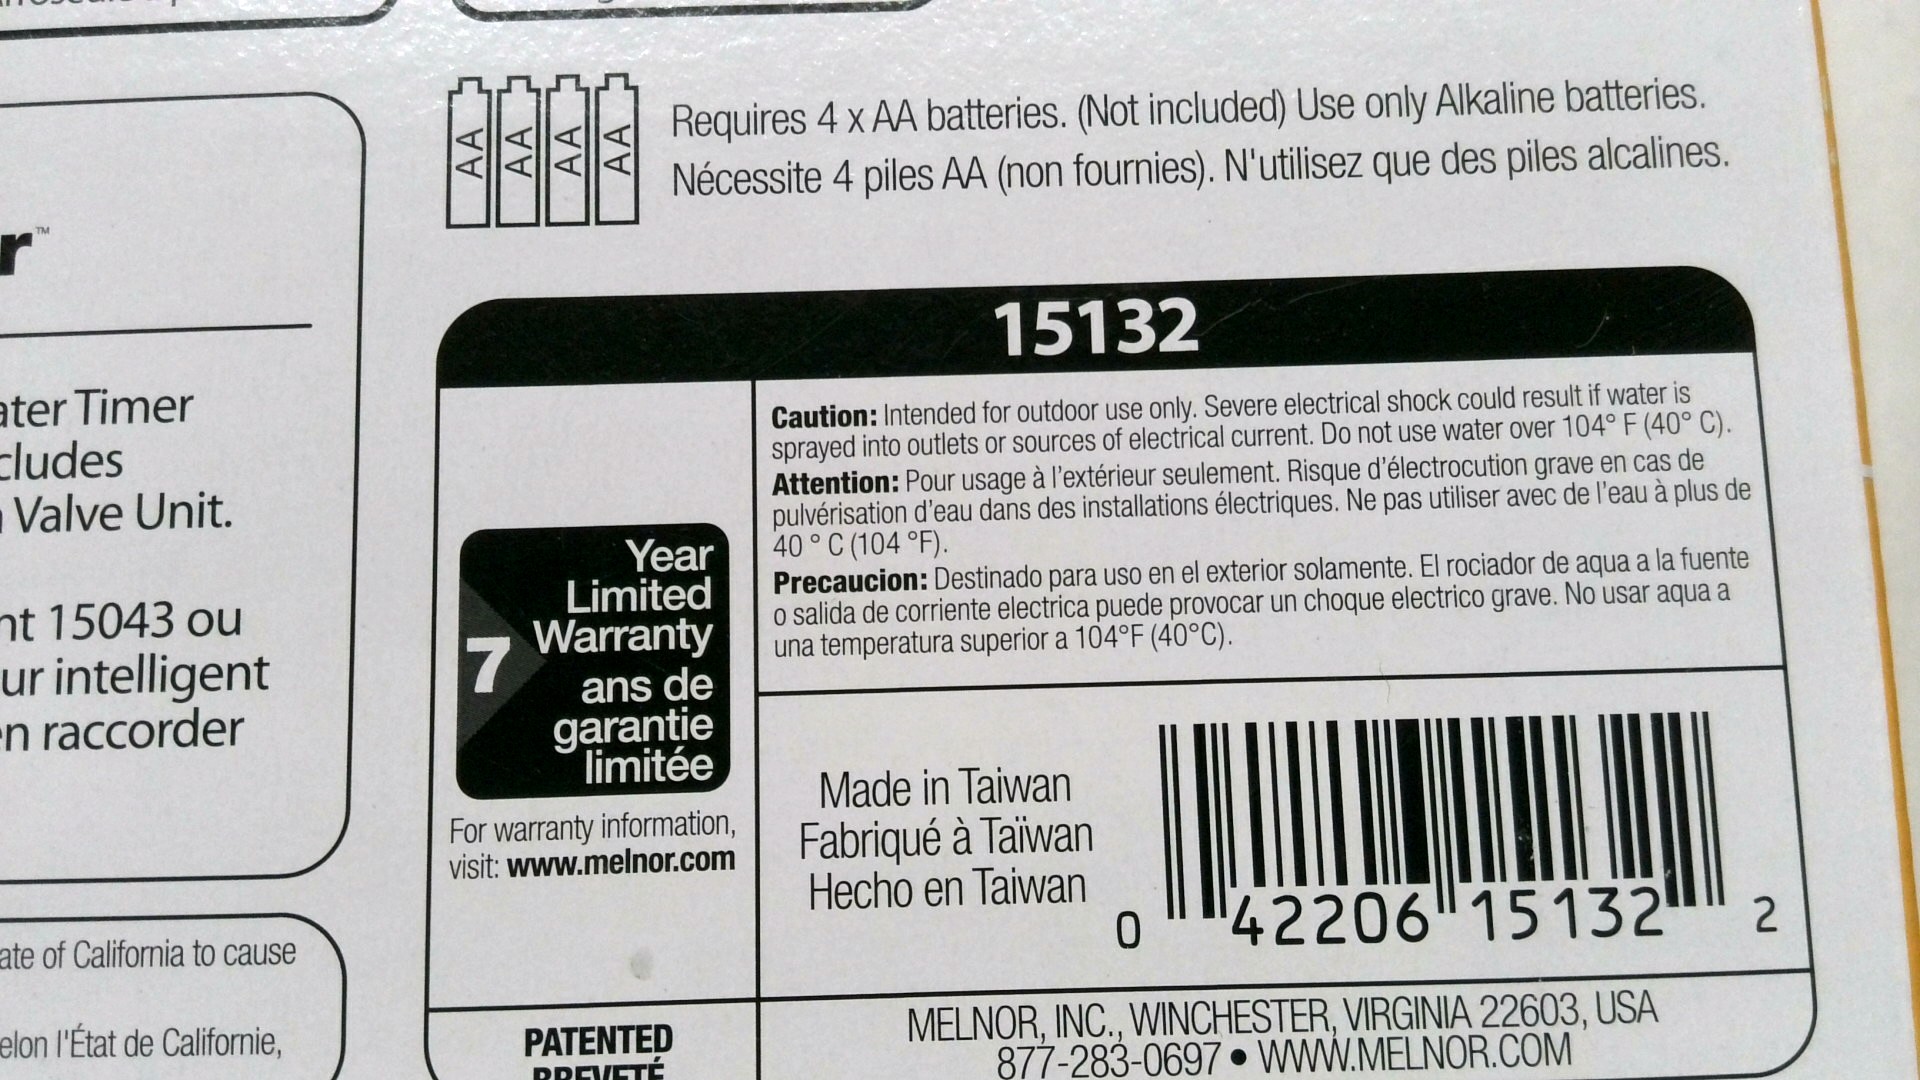 AA AA AA AA
Requires 4 x AA batteries. (Not included) Use only Alkaline batteries.
Nécessite 4 piles AA (non fournies). N'utilisez que des piles alcalines.
r™
ater Timer
cludes
Valve Unit.
nt 15043 ou
ur intelligent
en raccorder
ate of California to cause
elon l'État de Californie,
15132
Caution: Intended for outdoor use only. Severe electrical shock could result if water is
sprayed into outlets or sources of electrical current. Do not use water over 104° F (40° C).
Attention: Pour usage à l'extérieur seulement. Risque d'électrocution grave en cas de
pulvérisation d'eau dans des installations électriques. Ne pas utiliser avec de l'eau à plus de
40 ° C (104 °F).
Precaucion: Destinado para uso en el exterior solamente. El rociador de aqua a la fuente
o salida de corriente electrica puede provocar un choque electrico grave. No usar aqua a
una temperatura superior a 104°F (40°C).
7
Year
Limited
Warranty
ans de
garantie
limitée
For warranty information,
visit: www.melnor.com
Made in Taiwan
Fabriqué à Taïwan
Hecho en Taiwan
0 42206 15132 2
PATENTED
BREVETÉ
MELNOR, INC., WINCHESTER, VIRGINIA 22603, USA
877-283-0697 • WWW.MELNOR.COM